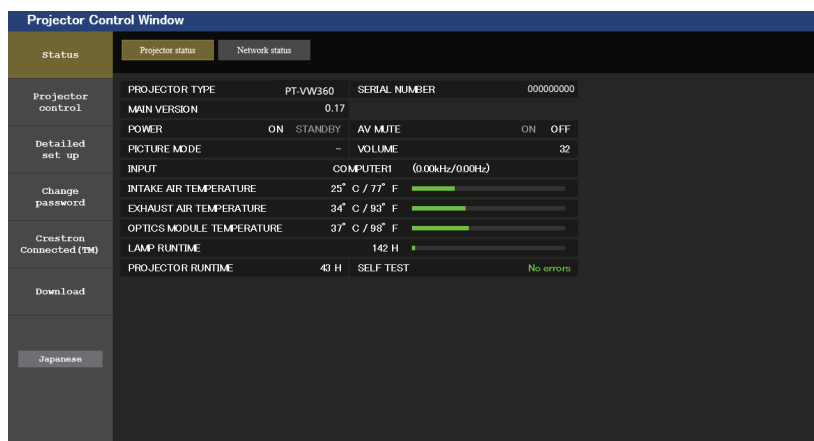 Projector Control Window
Status
Projector status Network status
PROJECTOR TYPE PT-VW360 SERIAL NUMBER 000000000
Projector
control
MAIN VERSION 0.17
POWER ON STANDBY AV MUTE ON OFF
Detailed
set up
PICTURE MODE – VOLUME 32
INPUT COMPUTER1 (0.00kHz/0.00Hz)
Change
password
INTAKE AIR TEMPERATURE 25° C / 77° F
EXHAUST AIR TEMPERATURE 34° C / 93° F
OPTICS MODULE TEMPERATURE 37° C / 98° F
Crestron
Connected(TM)
LAMP RUNTIME 142 H
PROJECTOR RUNTIME 43 H SELF TEST No errors
Download
Japanese